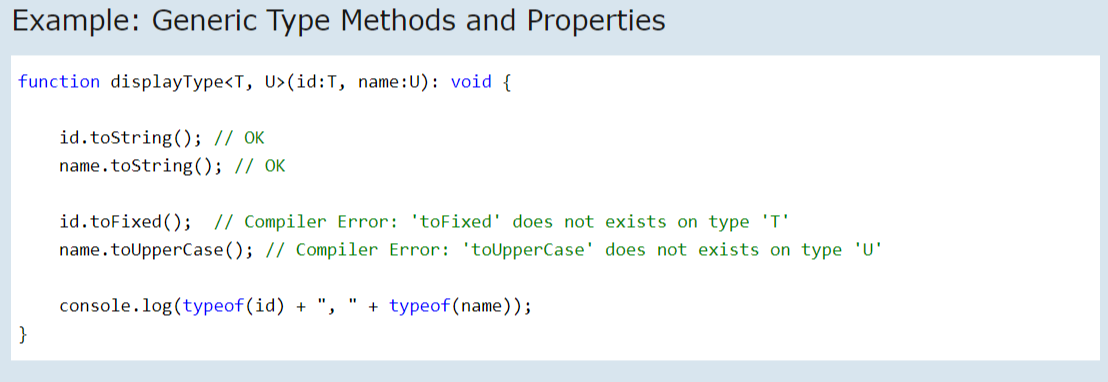 Example: Generic Type Methods and Properties
function displayType<T, U>(id:T, name:U): void {
    id.toString(); // OK
    name.toString(); // OK
    id.toFixed();  // Compiler Error: 'toFixed' does not exists on type 'T'
    name.toUpperCase(); // Compiler Error: 'toUpperCase' does not exists on type 'U'
    console.log(typeof(id) + ", " + typeof(name));
}